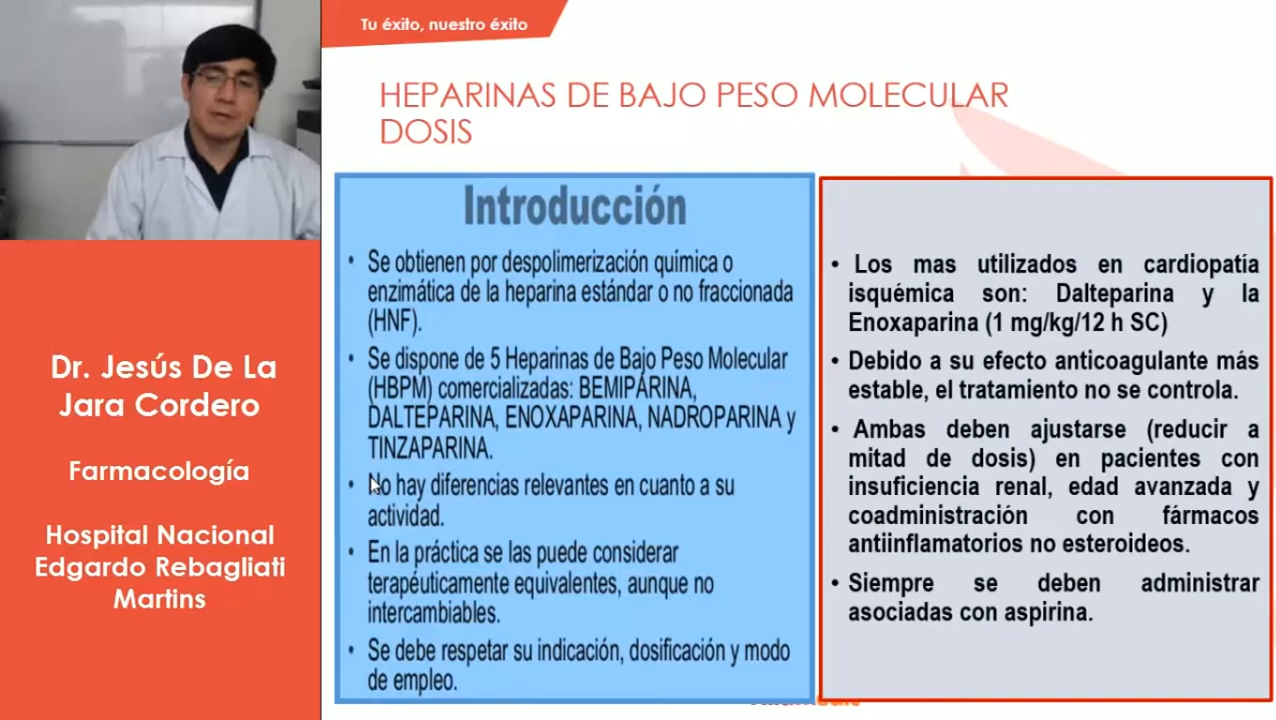 Tu éxito, nuestro éxito
HEPARINAS DE BAJO PESO MOLECULAR
DOSIS
Introducción
• Se obtienen por despolimerización química o
enzimática de la heparina estándar o no fraccionada
(HNF).
• Se dispone de 5 Heparinas de Bajo Peso Molecular
(HBPM) comercializadas: BEMIPARINA,
DALTEPARINA, ENOXAPARINA, NADROPARINA y
TINZAPARINA.
• No hay diferencias relevantes en cuanto a su
actividad.
• En la práctica se las puede considerar
terapéuticamente equivalentes, aunque no
intercambiables.
• Se debe respetar su indicación, dosificación y modo
de empleo.
• Los mas utilizados en cardiopatía
isquémica son: Dalteparina y la
Enoxaparina (1 mg/kg/12 h SC)
• Debido a su efecto anticoagulante más
estable, el tratamiento no se controla.
• Ambas deben ajustarse (reducir a
mitad de dosis) en pacientes con
insuficiencia renal, edad avanzada y
coadministración con fármacos
antiinflamatorios no esteroideos.
• Siempre se deben administrar
asociadas con aspirina.
Dr. Jesús De La
Jara Cordero
Farmacología
Hospital Nacional
Edgardo Rebagliati
Martins